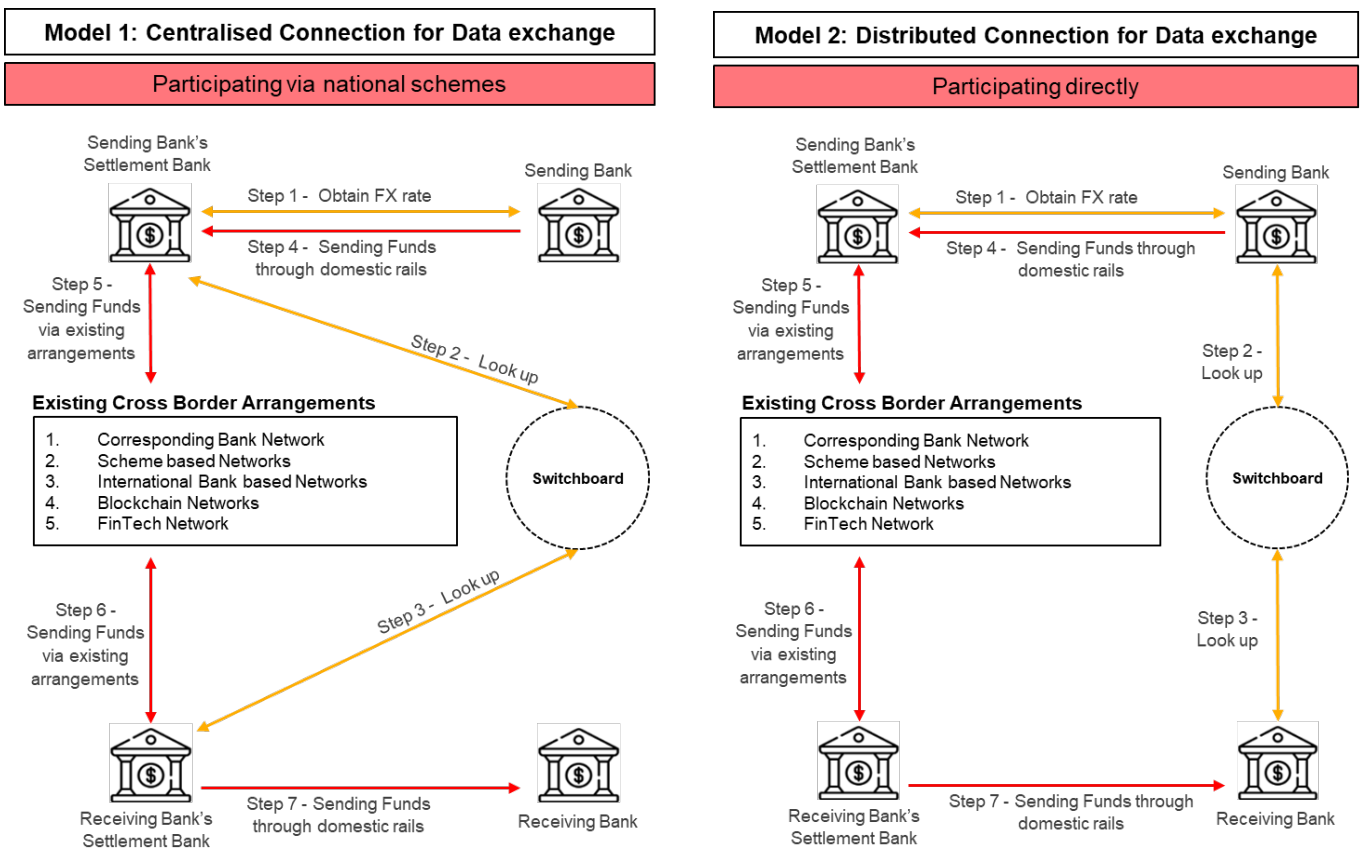 Model 1: Centralised Connection for Data exchange
Participating via national schemes
Sending Bank's
Settlement Bank
Sending Bank
Step 1 - Obtain FX rate
Step 4 - Sending Funds
through domestic rails
Step 5 -
Sending Funds
via existing
arrangements
Step 2 - Look up
Existing Cross Border Arrangements
1. Corresponding Bank Network
2. Scheme based Networks
3. International Bank based Networks
4. Blockchain Networks
5. FinTech Network
Switchboard
Step 3 - Look up
Step 6 -
Sending Funds
via existing
arrangements
Step 7 - Sending Funds
through domestic rails
Receiving Bank's
Settlement Bank
Receiving Bank
Model 2: Distributed Connection for Data exchange
Participating directly
Sending Bank's
Settlement Bank
Sending Bank
Step 1 - Obtain FX rate
Step 4 - Sending Funds through
domestic rails
Step 5 -
Sending Funds
via existing
arrangements
Step 2 -
Look up
Existing Cross Border Arrangements
1. Corresponding Bank Network
2. Scheme based Networks
3. International Bank based Networks
4. Blockchain Networks
5. FinTech Network
Switchboard
Step 6 -
Sending Funds
via existing
arrangements
Step 3 -
Look up
Step 7 - Sending Funds through
domestic rails
Receiving Bank's
Settlement Bank
Receiving Bank